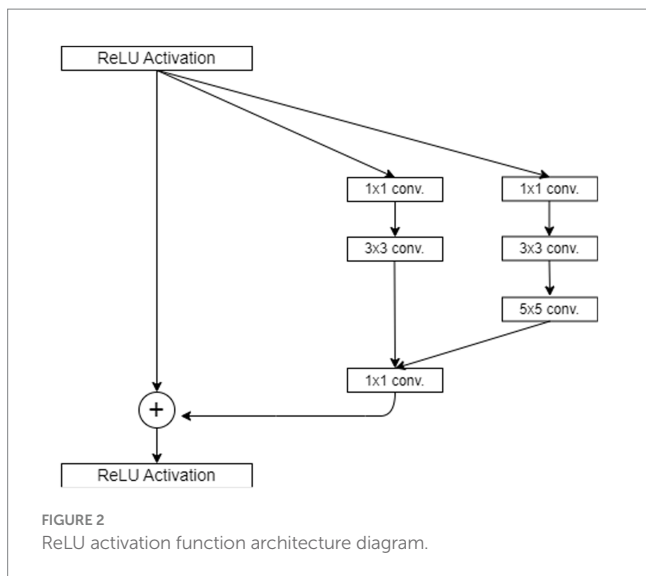 ReLU Activation
1x1 conv.
1x1 conv.
3x3 conv.
3x3 conv.
5x5 conv.
1x1 conv.
+
ReLU Activation
FIGURE 2
ReLU activation function architecture diagram.